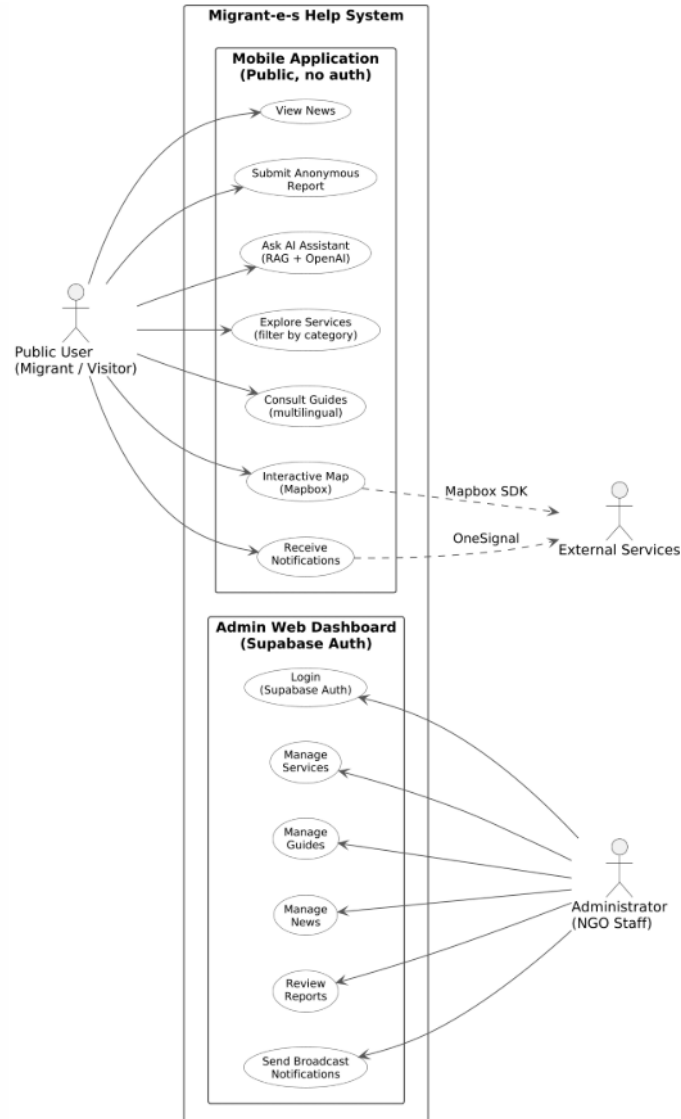 Migrant-e-s Help System
Mobile Application
(Public, no auth)
View News
Submit Anonymous
Report
Ask AI Assistant
(RAG + OpenAI)
Explore Services
(filter by category)
Public User
(Migrant / Visitor)
Consult Guides
(multilingual)
Interactive Map
(Mapbox)
Mapbox SDK
Receive
Notifications
OneSignal
External Services
Admin Web Dashboard
(Supabase Auth)
Login
(Supabase Auth)
Manage
Services
Manage
Guides
Manage
News
Administrator
(NGO Staff)
Review
Reports
Send Broadcast
Notifications